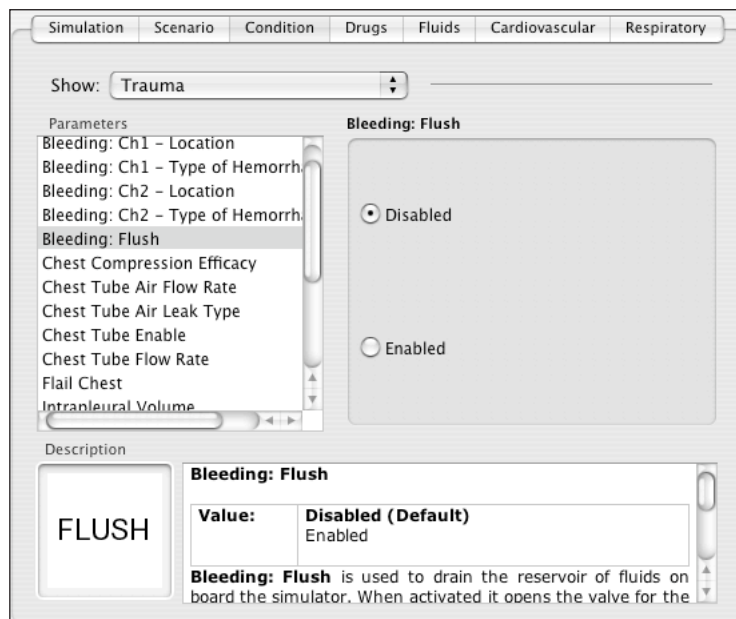 Simulation Scenario Condition Drugs Fluids Cardiovascular Respiratory
Show: Trauma
Parameters
Bleeding: Ch1 – Location
Bleeding: Ch1 – Type of Hemorrh
Bleeding: Ch2 – Location
Bleeding: Ch2 – Type of Hemorrh
Bleeding: Flush
Chest Compression Efficacy
Chest Tube Air Flow Rate
Chest Tube Air Leak Type
Chest Tube Enable
Chest Tube Flow Rate
Flail Chest
Intrapleural Volume
Bleeding: Flush
Disabled
Enabled
Description
FLUSH
Bleeding: Flush
Value: Disabled (Default)
Enabled
Bleeding: Flush is used to drain the reservoir of fluids on
board the simulator. When activated it opens the valve for the